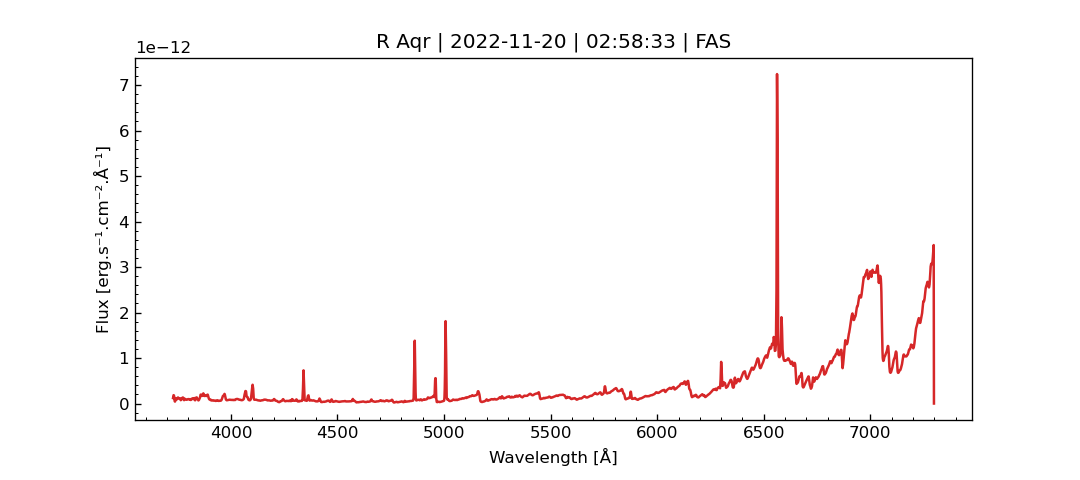 R Aqr | 2022-11-20 | 02:58:33 | FAS
1e−12
7
6
5
4
3
2
1
0
Flux [erg.s⁻¹.cm⁻².Å⁻¹]
4000 4500 5000 5500 6000 6500 7000
Wavelength [Å]